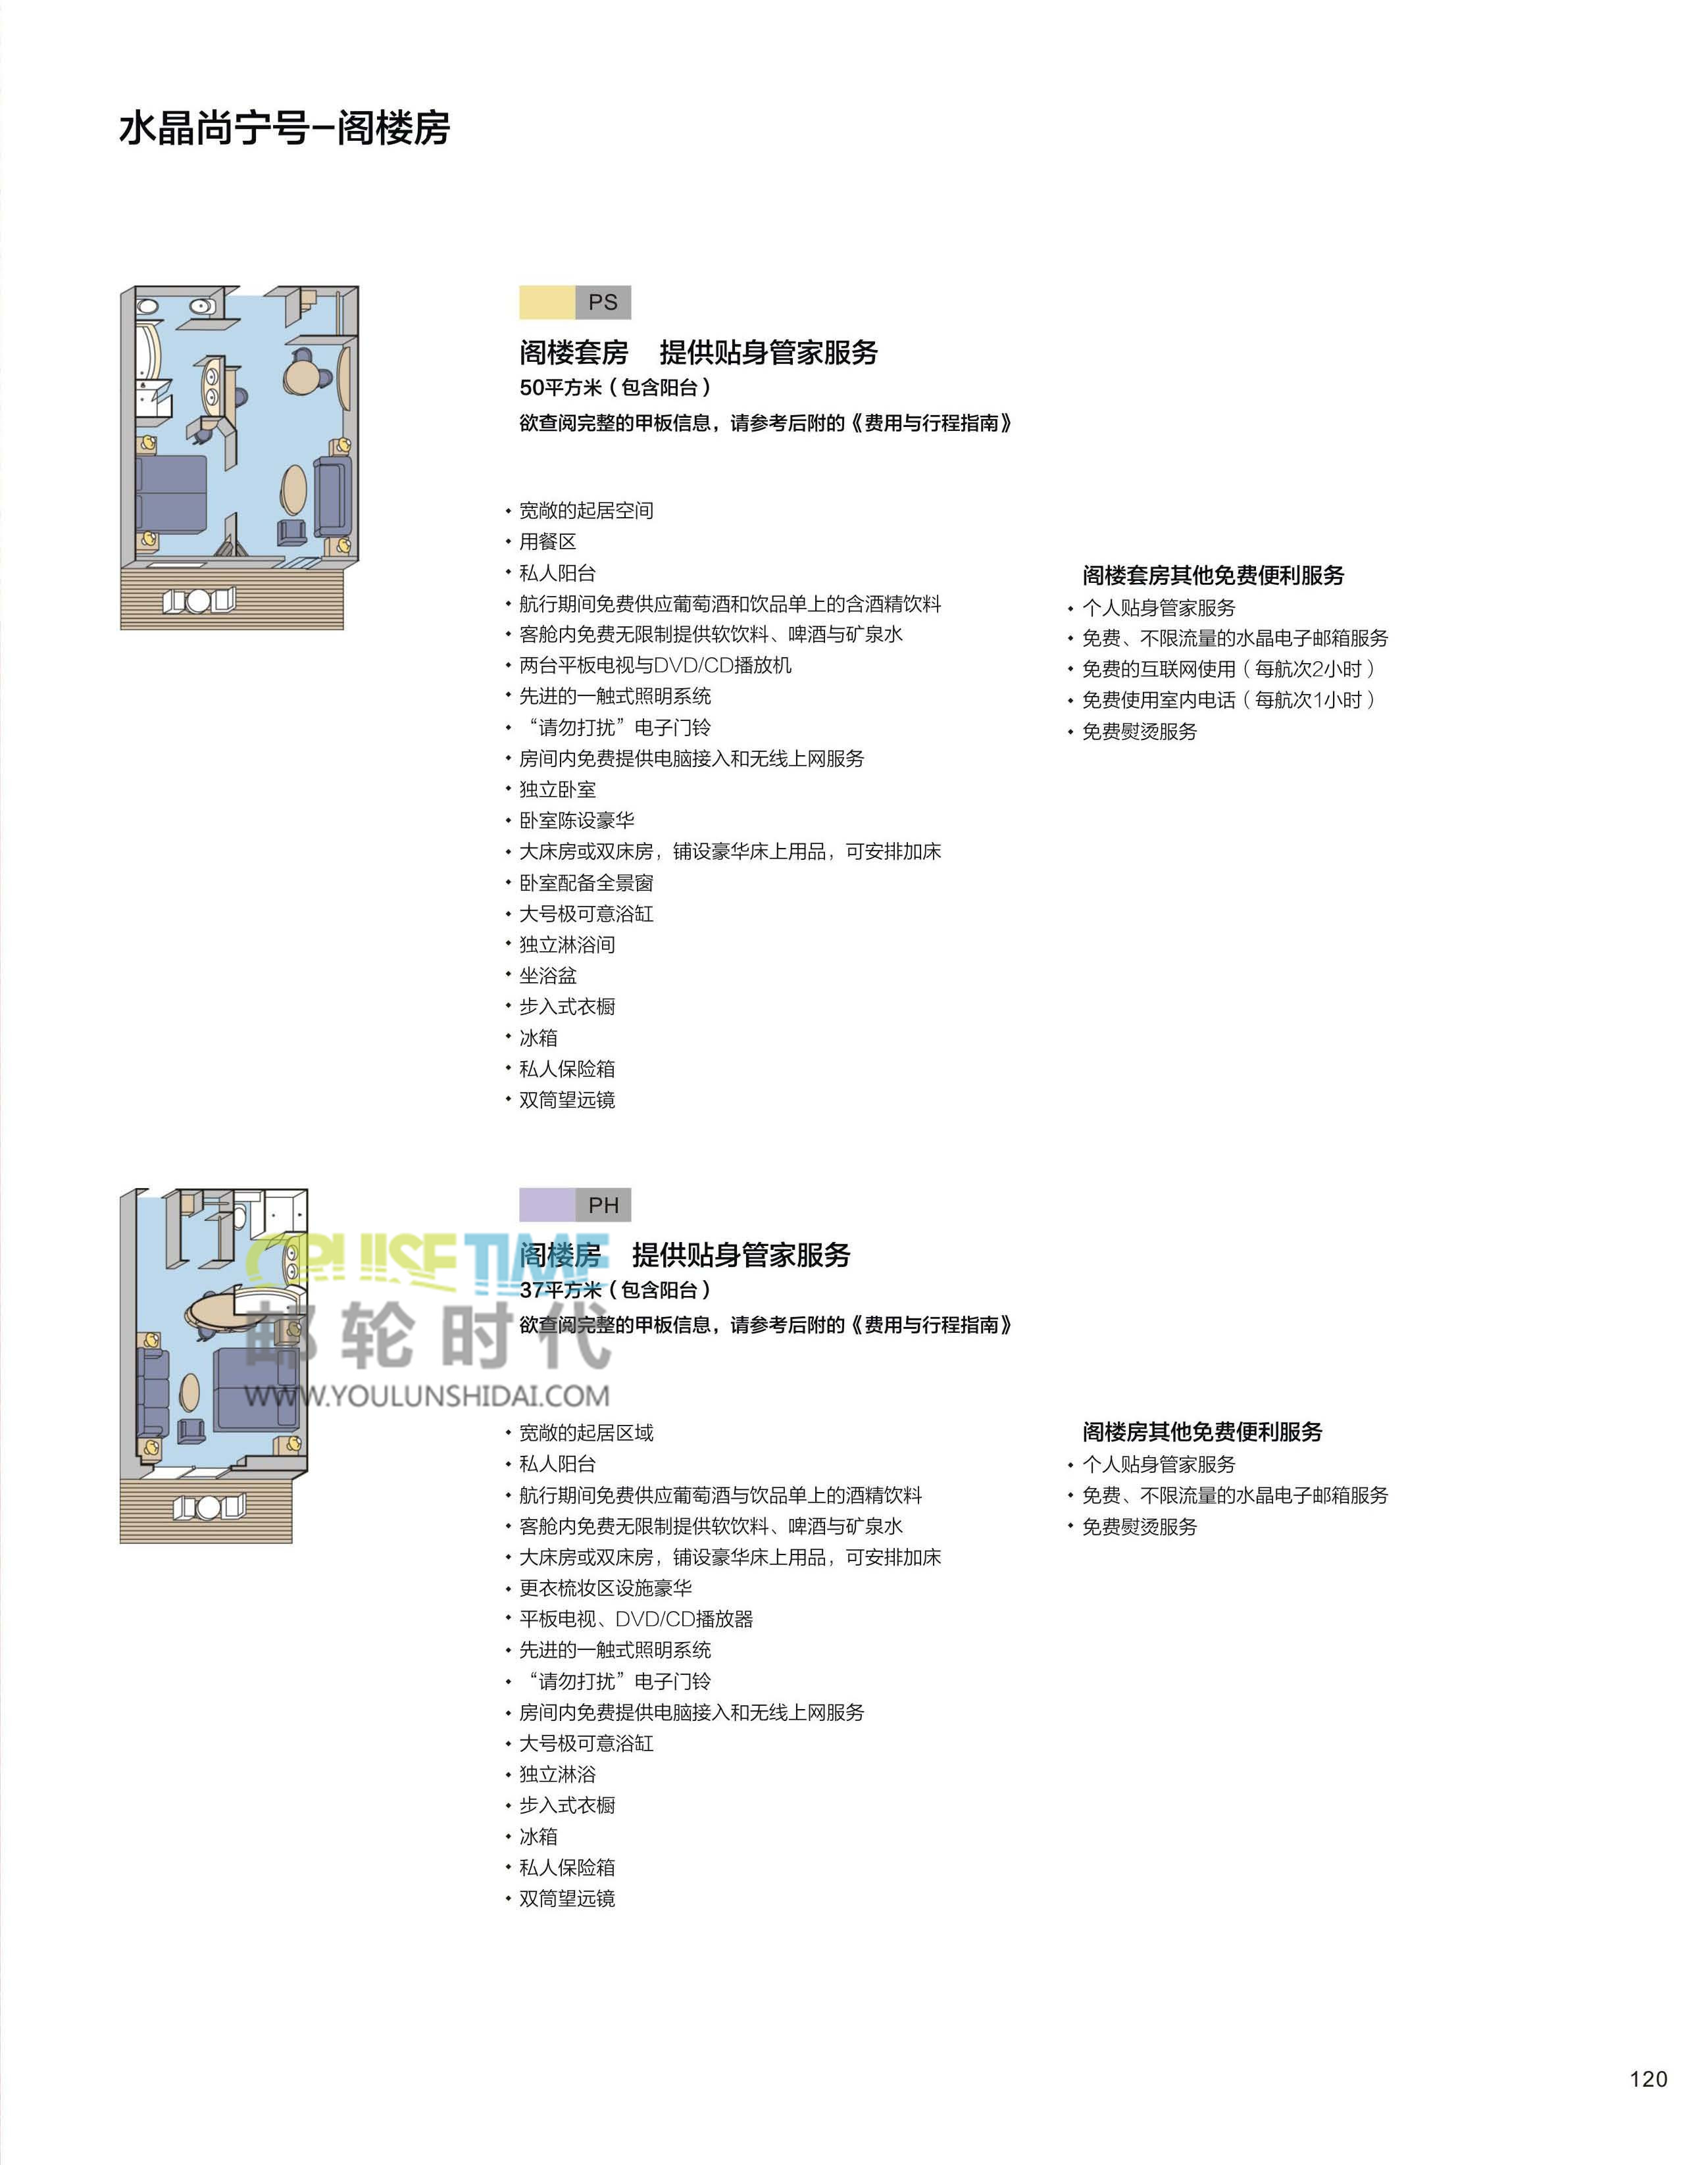 水晶尚宁号-阁楼房
PS
阁楼套房 提供贴身管家服务
50平方米（包含阳台）
欲查阅完整的甲板信息，请参考后附的《费用与行程指南》
• 宽敞的起居空间
• 用餐区
• 私人阳台
• 航行期间免费供应葡萄酒和饮品单上的含酒精饮料
• 客舱内免费无限制提供软饮料、啤酒与矿泉水
• 两台平板电视与DVD/CD播放机
• 先进的一触式照明系统
• “请勿打扰”电子门铃
• 房间内免费提供电脑接入和无线上网服务
• 独立卧室
• 卧室陈设豪华
• 大床房或双床房，铺设豪华床上用品，可安排加床
• 卧室配备全景窗
• 大号极可意浴缸
• 独立淋浴间
• 坐浴盆
• 步入式衣橱
• 冰箱
• 私人保险箱
• 双筒望远镜
阁楼套房其他免费便利服务
• 个人贴身管家服务
• 免费、不限流量的水晶电子邮箱服务
• 免费的互联网使用（每航次2小时）
• 免费使用室内电话（每航次1小时）
• 免费熨烫服务
PH
阁楼房 提供贴身管家服务
37平方米（包含阳台）
欲查阅完整的甲板信息，请参考后附的《费用与行程指南》
CRUISETIME
邮轮时代
WWW.YOULUNSHIDAI.COM
• 宽敞的起居区域
• 私人阳台
• 航行期间免费供应葡萄酒与饮品单上的酒精饮料
• 客舱内免费无限制提供软饮料、啤酒与矿泉水
• 大床房或双床房，铺设豪华床上用品，可安排加床
• 更衣梳妆区设施豪华
• 平板电视、DVD/CD播放器
• 先进的一触式照明系统
• “请勿打扰”电子门铃
• 房间内免费提供电脑接入和无线上网服务
• 大号极可意浴缸
• 独立淋浴
• 步入式衣橱
• 冰箱
• 私人保险箱
• 双筒望远镜
阁楼房其他免费便利服务
• 个人贴身管家服务
• 免费、不限流量的水晶电子邮箱服务
• 免费熨烫服务
120